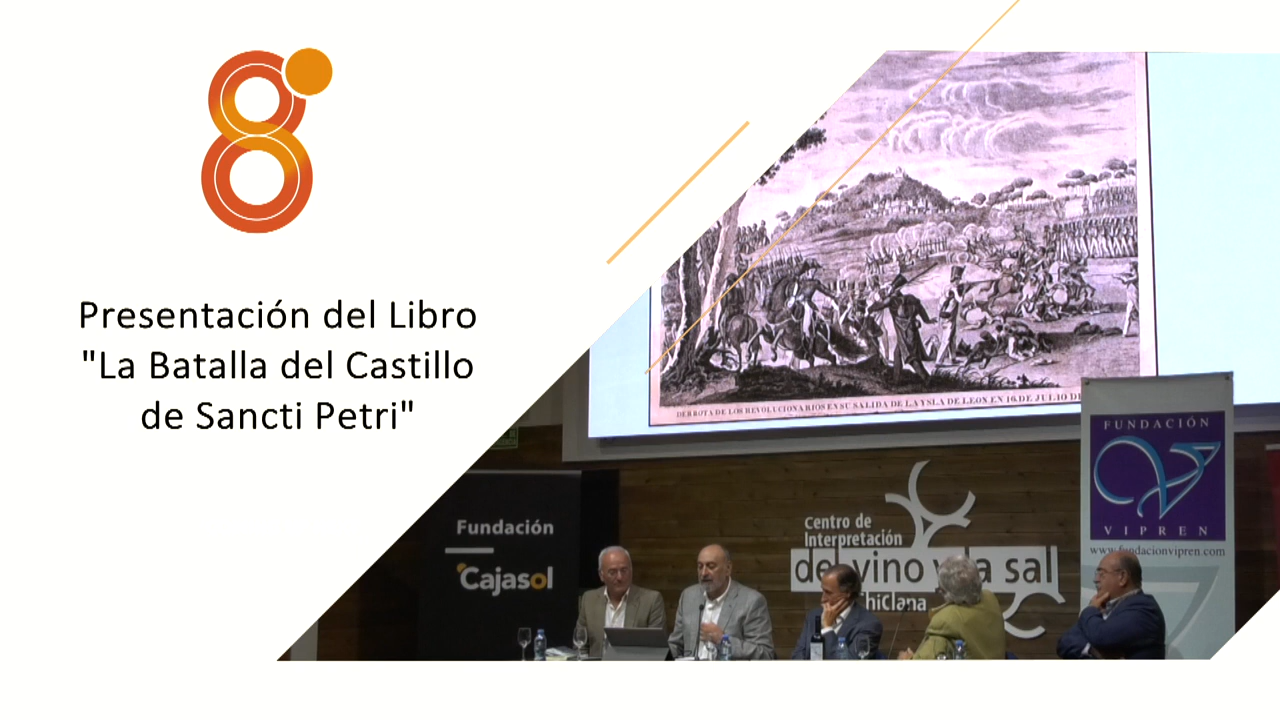 8
Presentación del Libro
"La Batalla del Castillo
de Sancti Petri"
DERROTA DE LOS REVOLUCIONARIOS EN SU SALIDA DE LA YSLA DE LEON EN 16 DE JULIO DE
FUNDACIÓN
VIPREN
www.fundacionvipren.com
Fundación
Cajasol
Centro de
Interpretación
del vino y la sal
Chiclana